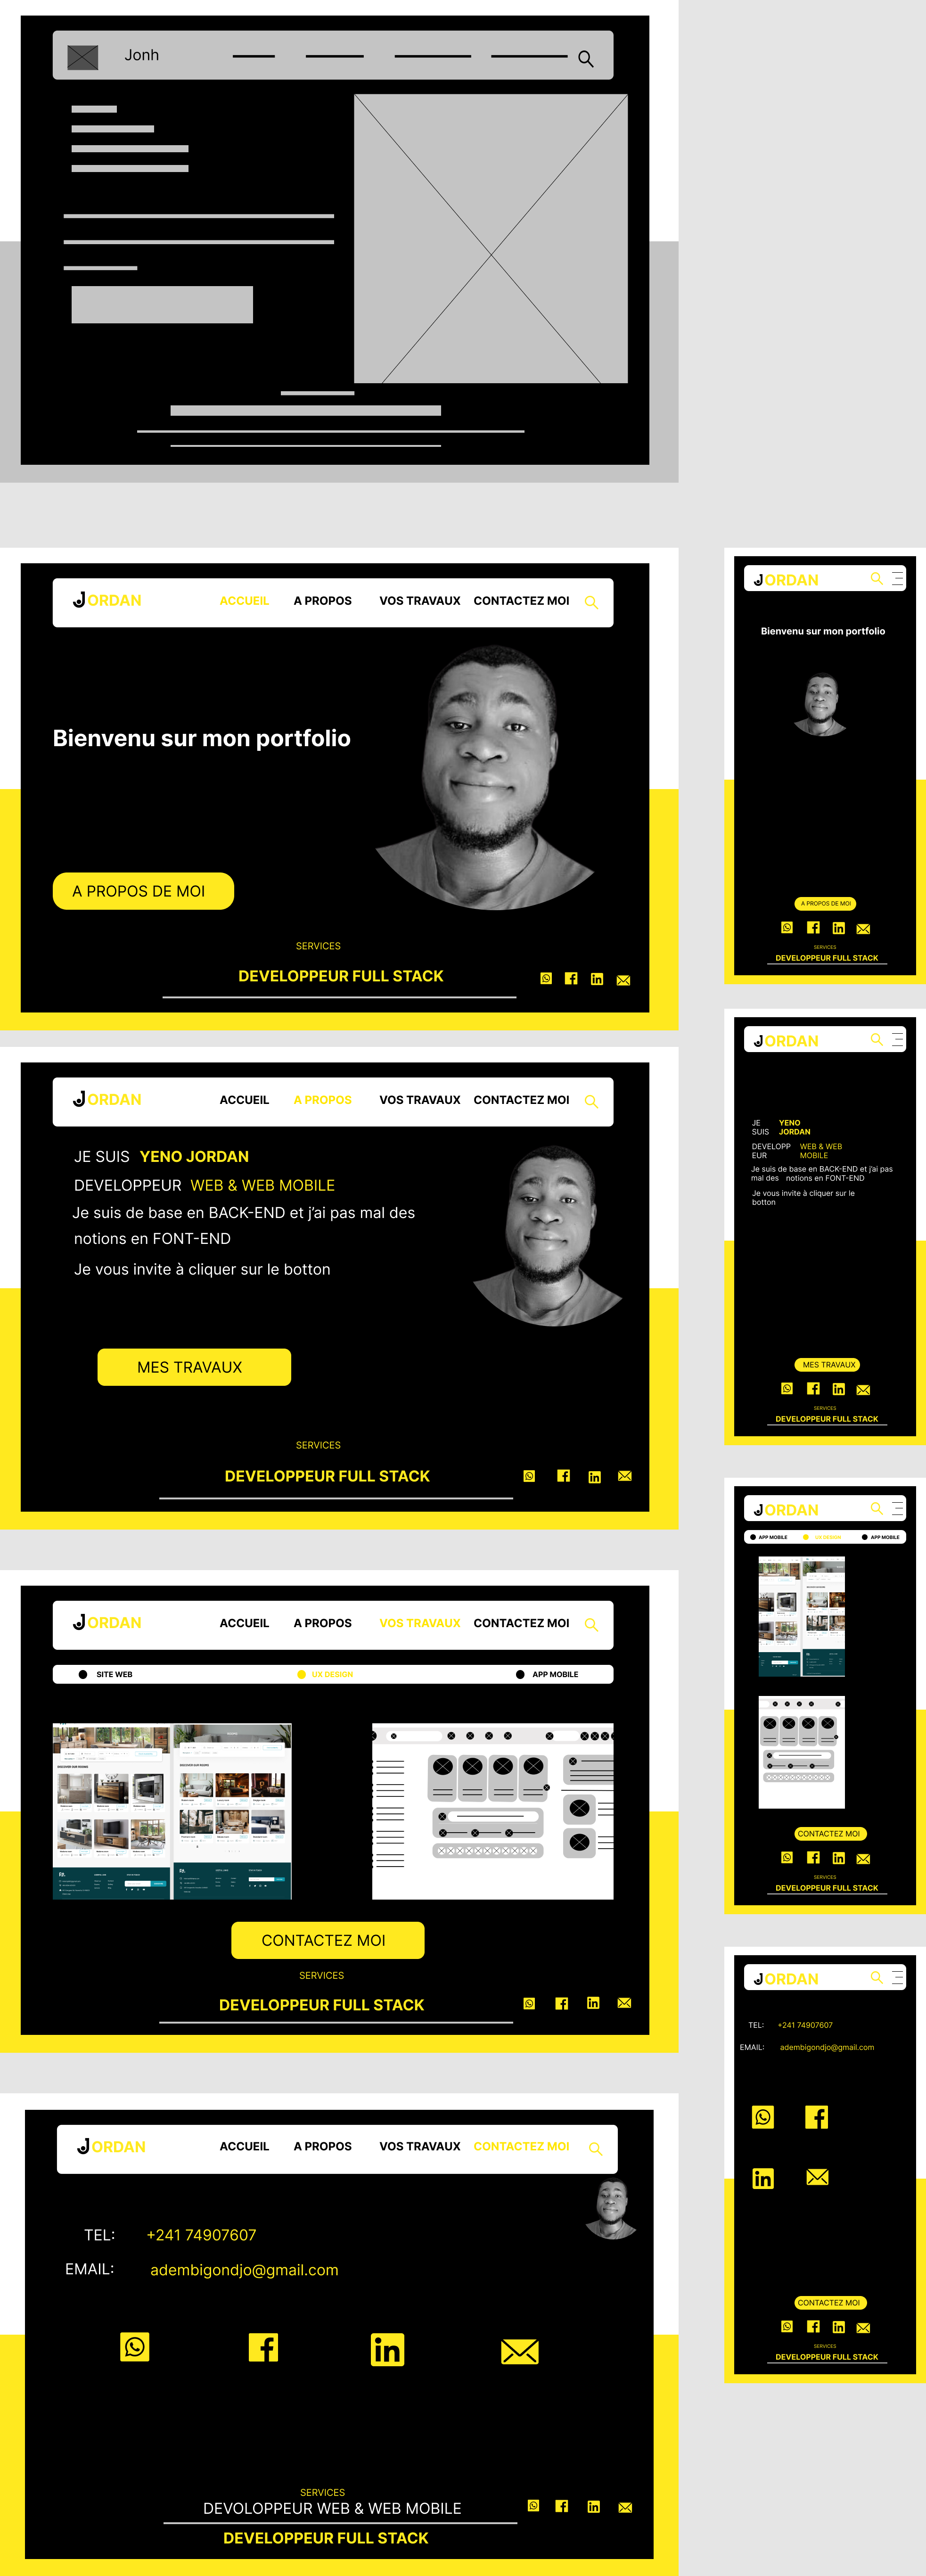 Jonh
JORDAN ACCUEIL A PROPOS VOS TRAVAUX CONTACTEZ MOI
Bienvenu sur mon portfolio
A PROPOS DE MOI
SERVICES
DEVELOPPEUR FULL STACK
JORDAN ACCUEIL A PROPOS VOS TRAVAUX CONTACTEZ MOI
JE SUIS YENO JORDAN
DEVELOPPEUR WEB & WEB MOBILE
Je suis de base en BACK-END et j’ai pas mal des
notions en FONT-END
Je vous invite à cliquer sur le botton
MES TRAVAUX
SERVICES
DEVELOPPEUR FULL STACK
JORDAN ACCUEIL A PROPOS VOS TRAVAUX CONTACTEZ MOI
SITE WEB UX DESIGN APP MOBILE
CONTACTEZ MOI
SERVICES
DEVELOPPEUR FULL STACK
JORDAN ACCUEIL A PROPOS VOS TRAVAUX CONTACTEZ MOI
TEL: +241 74907607
EMAIL: adembigondjo@gmail.com
SERVICES
DEVOLOPPEUR WEB & WEB MOBILE
DEVELOPPEUR FULL STACK
JORDAN
Bienvenu sur mon portfolio
A PROPOS DE MOI
SERVICES
DEVELOPPEUR FULL STACK
JORDAN
JE
SUIS
YENO
JORDAN
DEVELOPP
EUR
WEB & WEB
MOBILE
Je suis de base en BACK-END et j'ai pas
mal des notions en FONT-END
Je vous invite à cliquer sur le
botton
MES TRAVAUX
SERVICES
DEVELOPPEUR FULL STACK
JORDAN
APP MOBILE UX DESIGN APP MOBILE
CONTACTEZ MOI
SERVICES
DEVELOPPEUR FULL STACK
JORDAN
TEL: +241 74907607
EMAIL: adembigondjo@gmail.com
CONTACTEZ MOI
SERVICES
DEVELOPPEUR FULL STACK